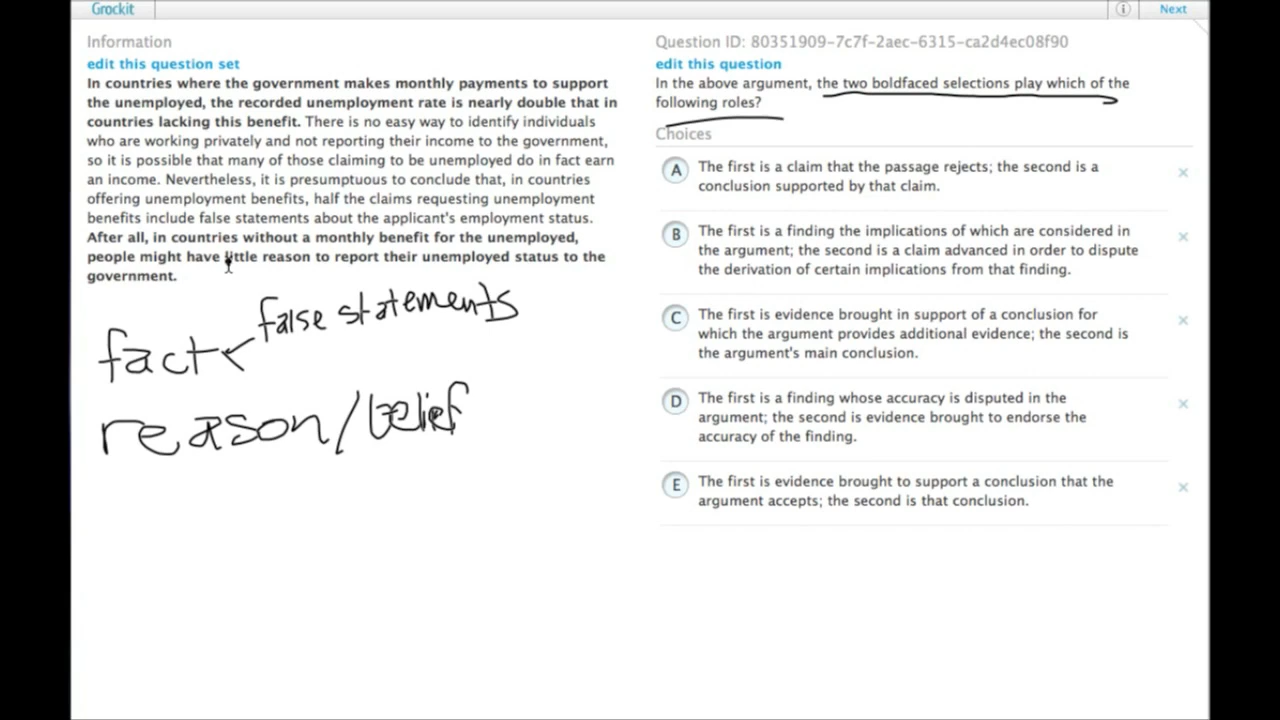 Grockit
Next
Information
edit this question set
In countries where the government makes monthly payments to support
the unemployed, the recorded unemployment rate is nearly double that in
countries lacking this benefit. There is no easy way to identify individuals
who are working privately and not reporting their income to the government,
so it is possible that many of those claiming to be unemployed do in fact earn
an income. Nevertheless, it is presumptuous to conclude that, in countries
offering unemployment benefits, half the claims requesting unemployment
benefits include false statements about the applicant's employment status.
After all, in countries without a monthly benefit for the unemployed,
people might have little reason to report their unemployed status to the
government.
false statements
fact
reason/belief
Question ID: 80351909-7c7f-2aec-6315-ca2d4ec08f90
edit this question
In the above argument, the two boldfaced selections play which of the
following roles?
Choices
A The first is a claim that the passage rejects; the second is a
conclusion supported by that claim.
B The first is a finding the implications of which are considered in
the argument; the second is a claim advanced in order to dispute
the derivation of certain implications from that finding.
C The first is evidence brought in support of a conclusion for
which the argument provides additional evidence; the second is
the argument's main conclusion.
D The first is a finding whose accuracy is disputed in the
argument; the second is evidence brought to endorse the
accuracy of the finding.
E The first is evidence brought to support a conclusion that the
argument accepts; the second is that conclusion.